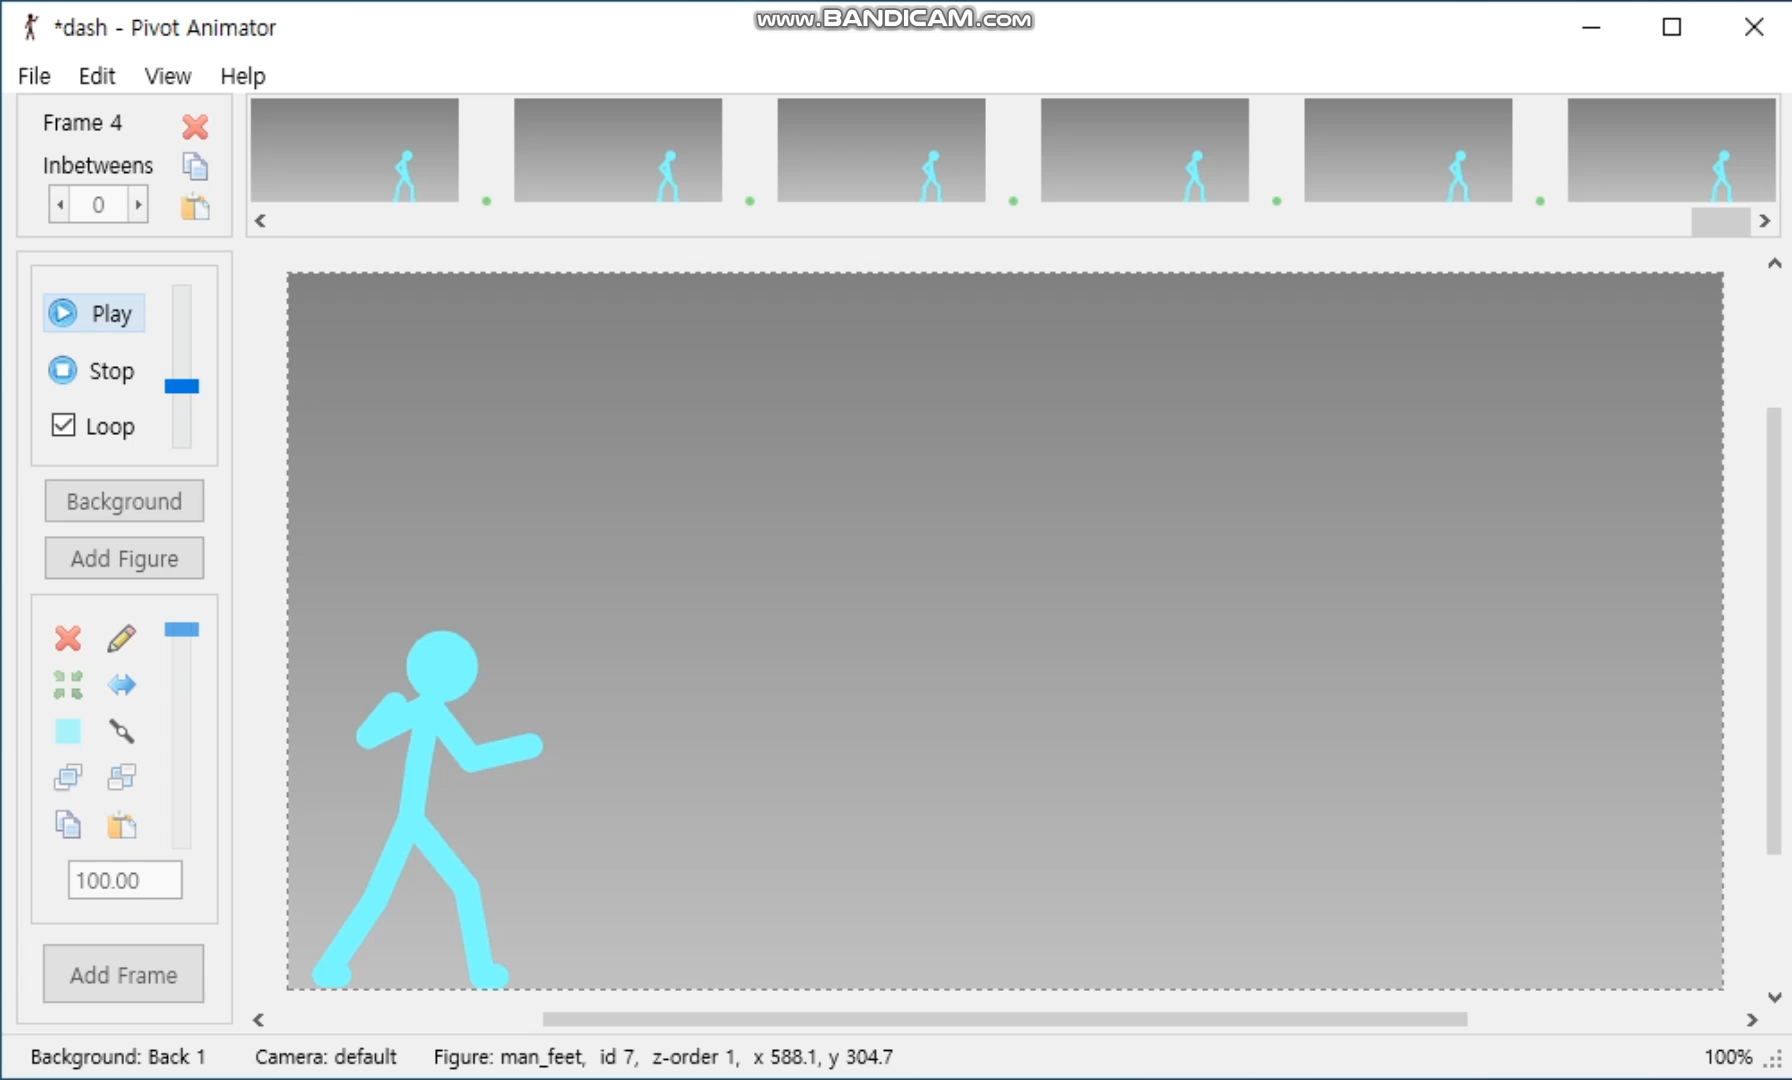 *dash - Pivot Animator
www.BANDICAM.com
File Edit View Help
Frame 4
Inbetweens
0
Play
Stop
Loop
Background
Add Figure
100.00
Add Frame
Background: Back 1 Camera: default Figure: man_feet, id 7, z-order 1, x 588.1, y 304.7 100%